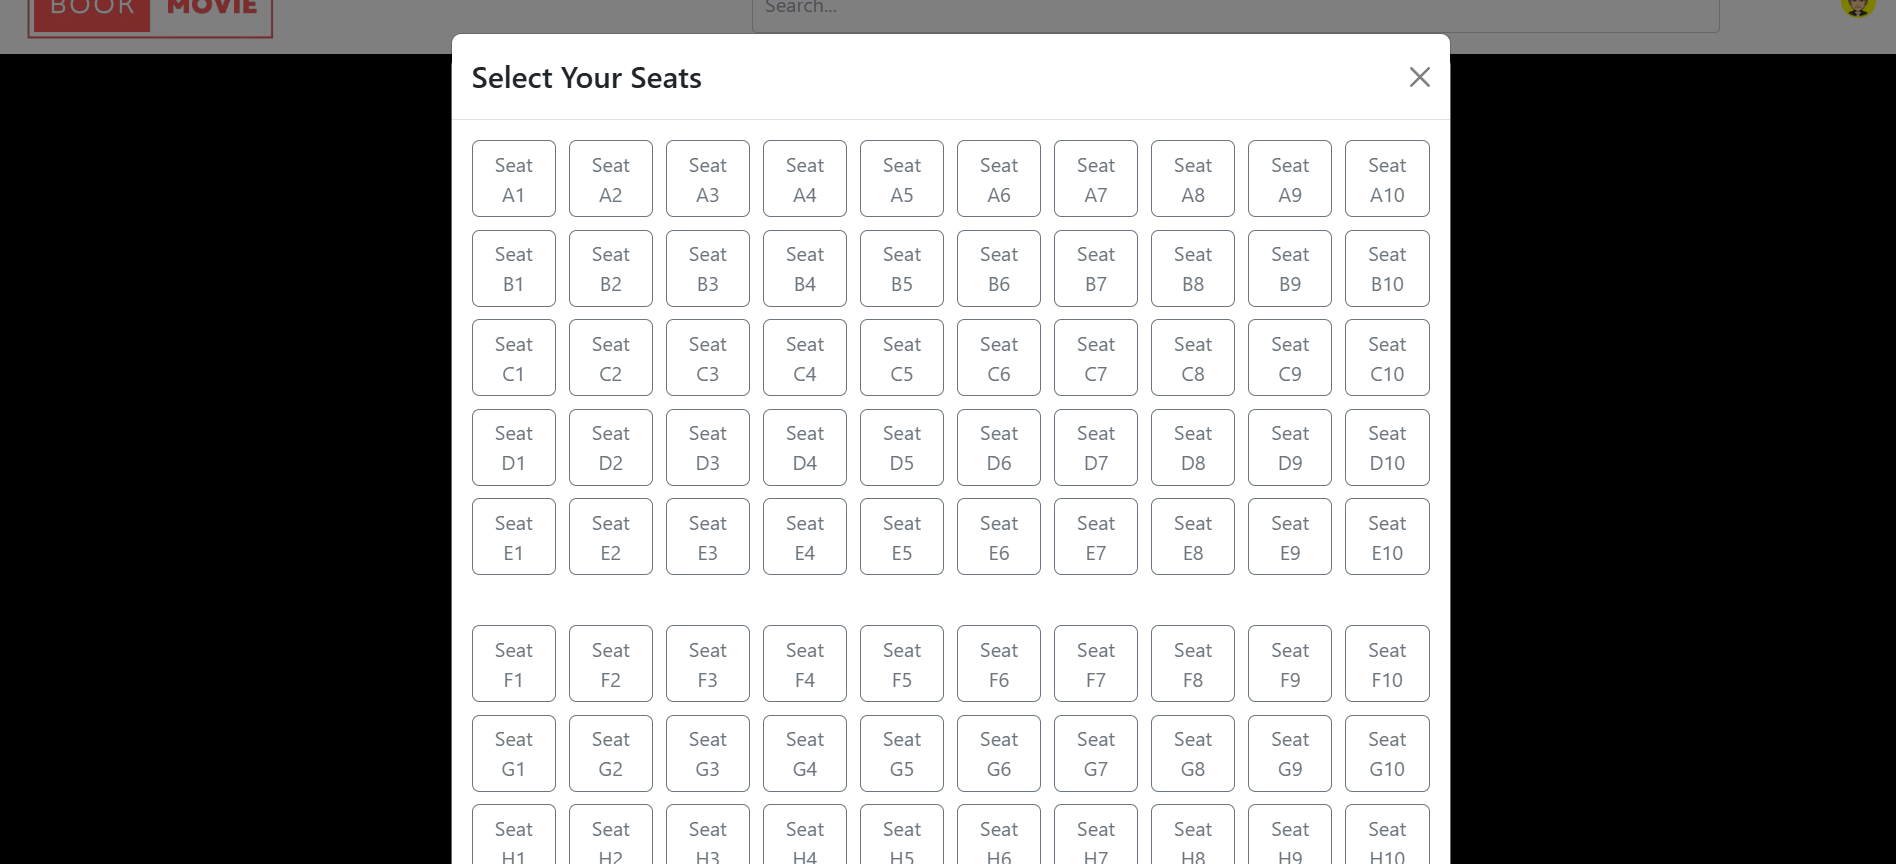 BOOK MOVIE
Search...
Select Your Seats
Seat Seat Seat Seat Seat Seat Seat Seat Seat Seat
A1 A2 A3 A4 A5 A6 A7 A8 A9 A10
Seat Seat Seat Seat Seat Seat Seat Seat Seat Seat
B1 B2 B3 B4 B5 B6 B7 B8 B9 B10
Seat Seat Seat Seat Seat Seat Seat Seat Seat Seat
C1 C2 C3 C4 C5 C6 C7 C8 C9 C10
Seat Seat Seat Seat Seat Seat Seat Seat Seat Seat
D1 D2 D3 D4 D5 D6 D7 D8 D9 D10
Seat Seat Seat Seat Seat Seat Seat Seat Seat Seat
E1 E2 E3 E4 E5 E6 E7 E8 E9 E10
Seat Seat Seat Seat Seat Seat Seat Seat Seat Seat
F1 F2 F3 F4 F5 F6 F7 F8 F9 F10
Seat Seat Seat Seat Seat Seat Seat Seat Seat Seat
G1 G2 G3 G4 G5 G6 G7 G8 G9 G10
Seat Seat Seat Seat Seat Seat Seat Seat Seat Seat
H1 H2 H3 H4 H5 H6 H7 H8 H9 H10